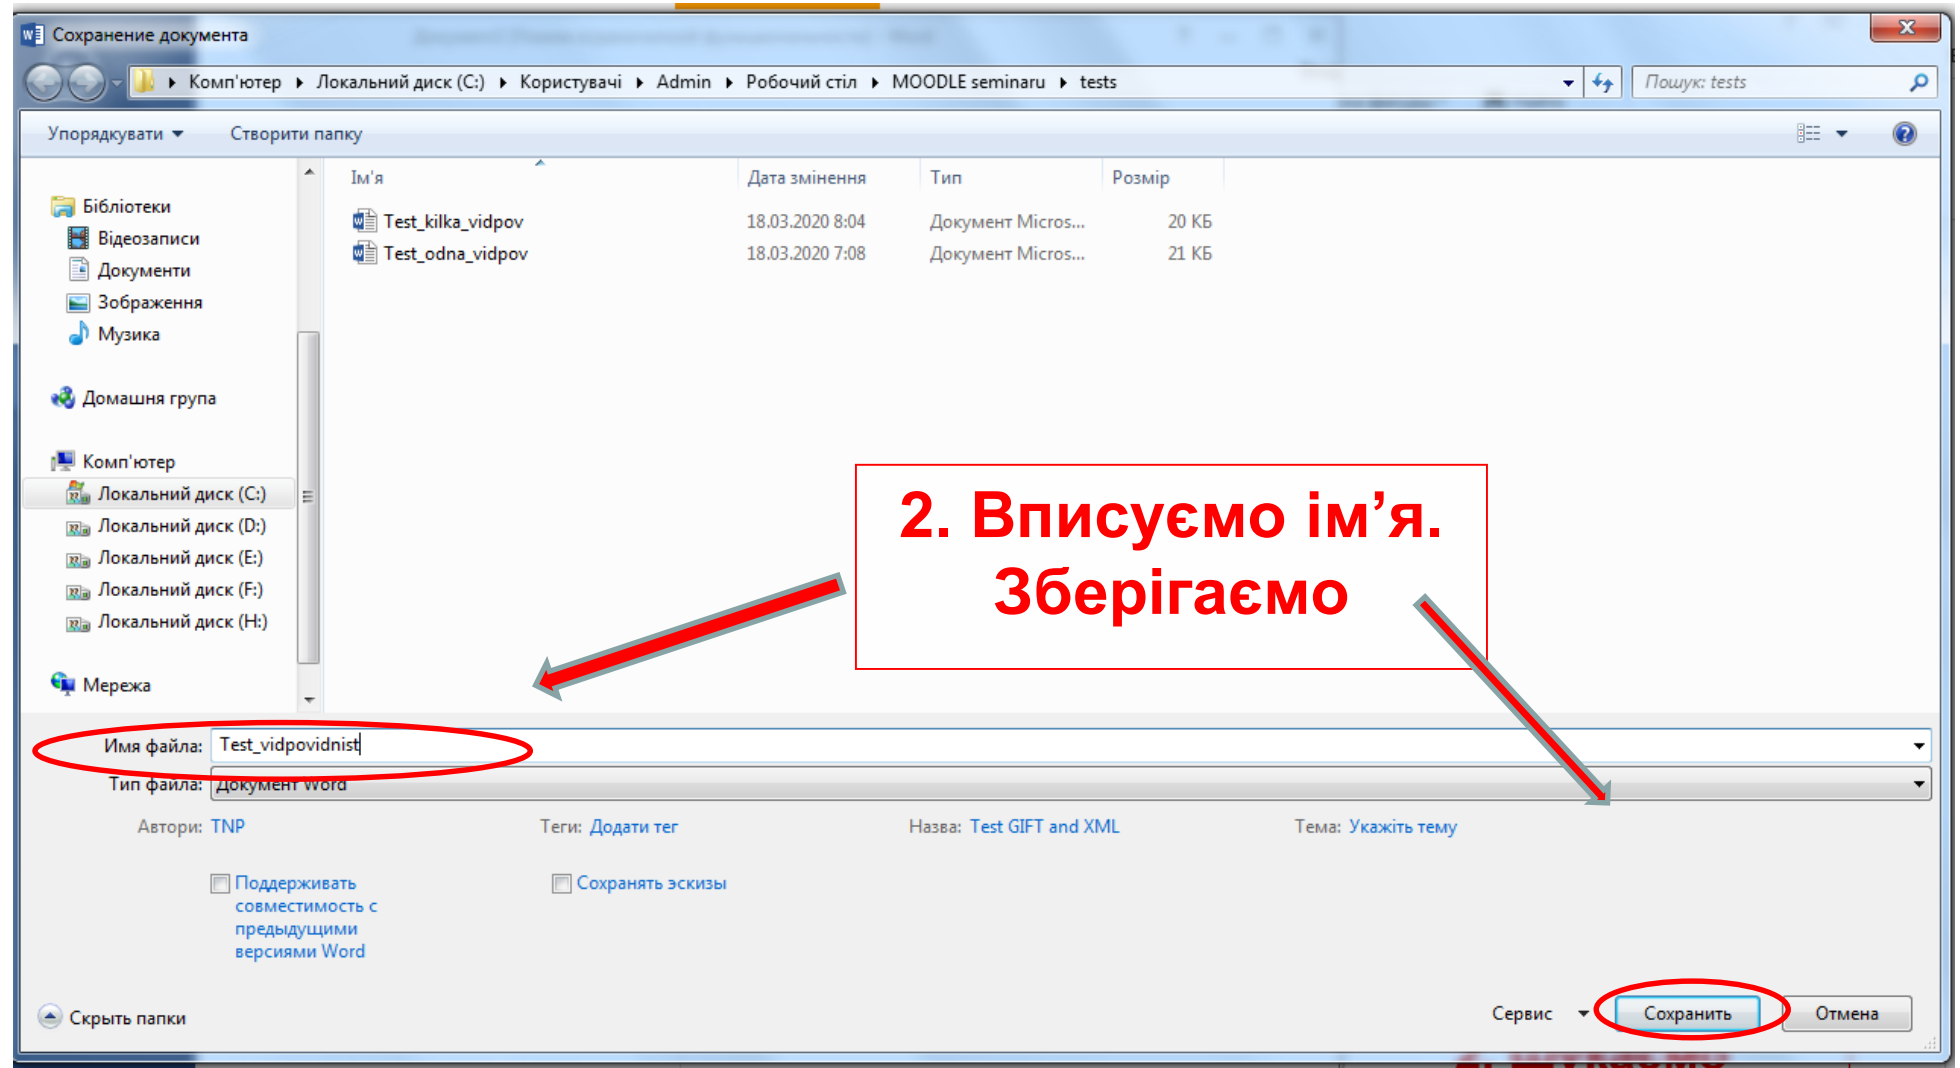 Сохранение документа
Комп'ютер Локальний диск (C:) Користувачі Admin Робочий стіл MOODLE seminaru tests
Пошук: tests
Упорядкувати Створити папку
Ім'я Дата змінення Тип Розмір
Test_kilka_vidpov 18.03.2020 8:04 Документ Micros... 20 КБ
Test_odna_vidpov 18.03.2020 7:08 Документ Micros... 21 КБ
Бібліотеки
Відеозаписи
Документи
Зображення
Музика
Домашня група
Комп'ютер
Локальний диск (C:)
Локальний диск (D:)
Локальний диск (E:)
Локальний диск (F:)
Локальний диск (H:)
Мережа
2. Вписуємо ім’я.
Зберігаємо
Имя файла: Test_vidpovidnist
Тип файла: Документ Word
Автори: TNP Теги: Додати тег Назва: Test GIFT and XML Тема: Укажіть тему
Поддерживать
совместимость с
предыдущими
версиями Word
Сохранять эскизы
Скрыть папки
Сервис Сохранить Отмена